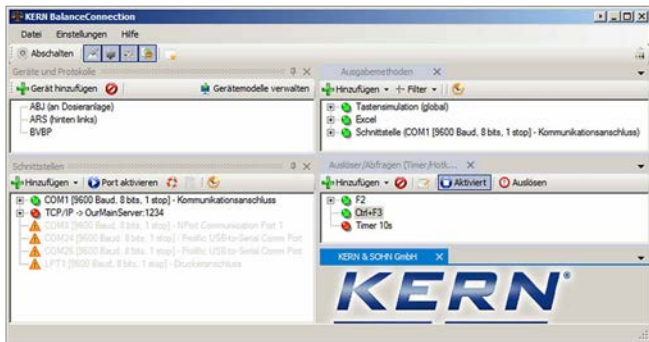 KERN BalanceConnection
Datei Einstellungen Hilfe
Abschalten
Geräte und Protokolle
Gerät hinzufügen Gerätemodelle verwalten
ABJ (an Dosieranlage)
ARS (hinten links)
BVBP
Ausgabemethoden
Hinzufügen Filter
Tastensimulation (global)
Excel
Schnittstelle (COM1 [9600 Baud, 8 bits, 1 stop] - Kommunikationsanschluss)
Schnittstellen
Hinzufügen Port aktivieren
COM1 [9600 Baud, 8 bits, 1 stop] - Kommunikationsanschluss
TCP/IP -> OurMainServer:1234
[9600 Baud, 8 bits, 1 stop] - NPort Communication Port 1
COM24 [9600 Baud, 8 bits, 1 stop] - Prolific USB-to-Serial Comm Port
[9600 Baud, 8 bits, 1 stop] - Prolific USB-to-Serial Comm Port
LPT1 [9600 Baud, 8 bits, 1 stop] - Druckeranschluss
Auslöser/Abfragen (Timer/Hotk...
Hinzufügen Aktiviert Auslösen
F2
Ctrl+F3
Timer 10s
KERN & SOHN GmbH
KERN